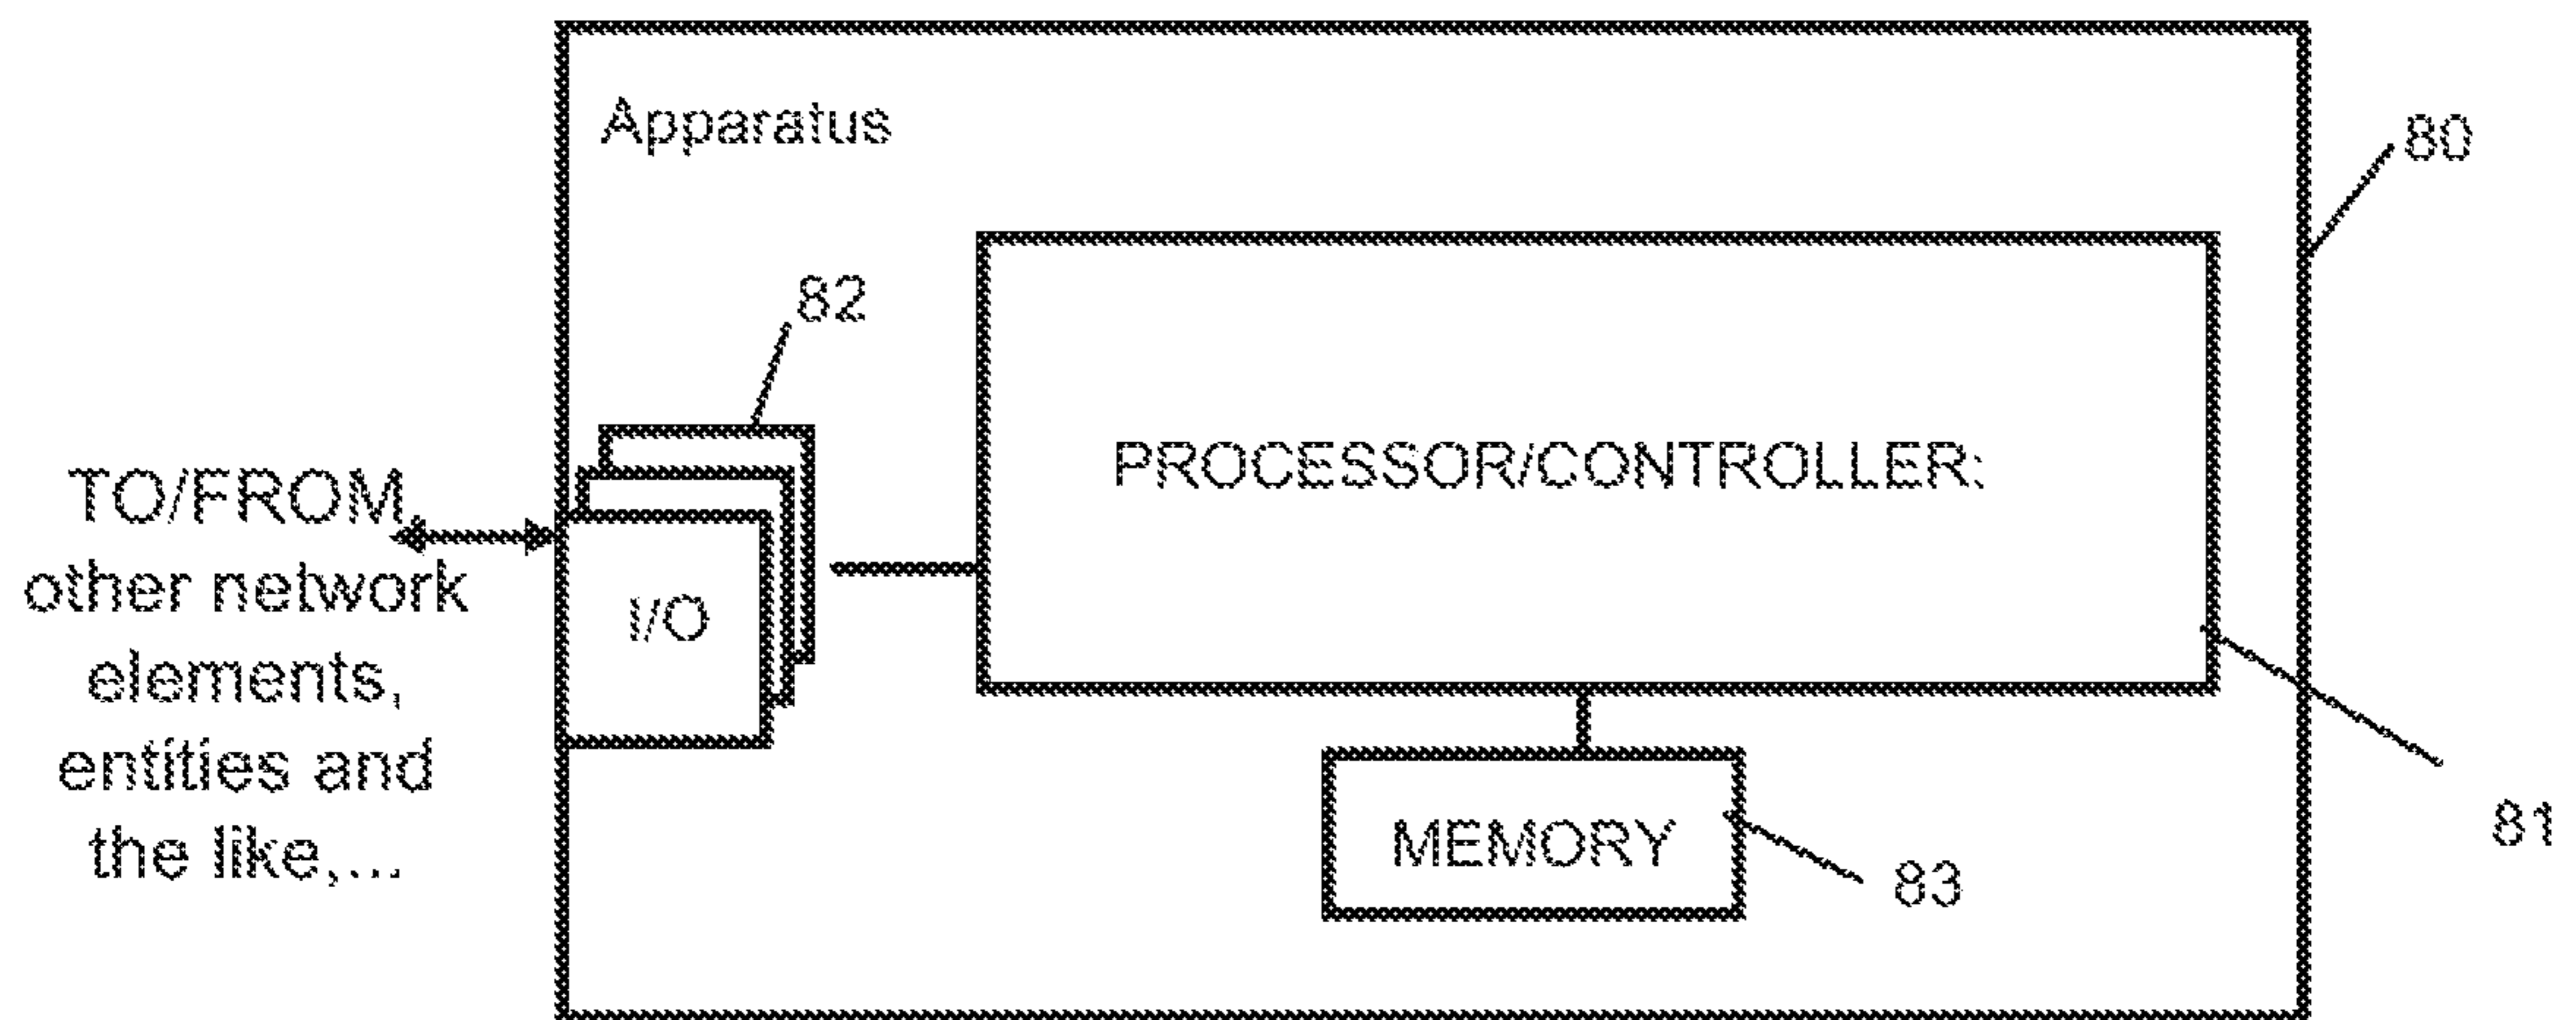 Apparatus
80
82
PROCESSOR/CONTROLLER:
TO/FROM
other network
elements,
entities and
the like,...
I/O
81
MEMORY
83